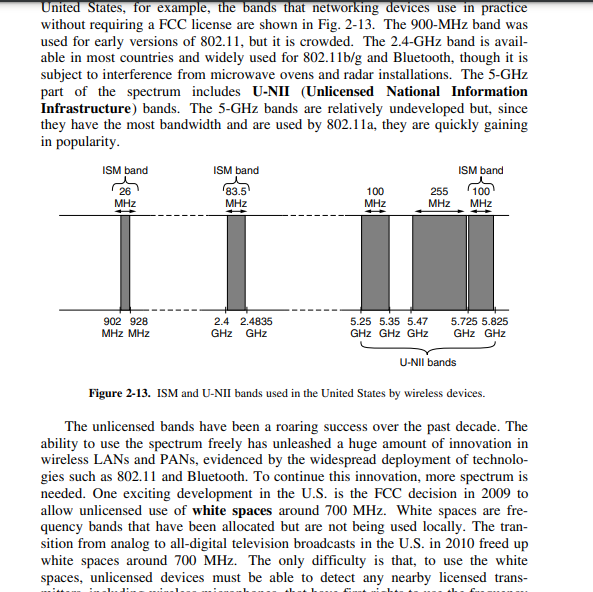 United States, for example, the bands that networking devices use in practice
without requiring a FCC license are shown in Fig. 2-13. The 900-MHz band was
used for early versions of 802.11, but it is crowded. The 2.4-GHz band is avail-
able in most countries and widely used for 802.11b/g and Bluetooth, though it is
subject to interference from microwave ovens and radar installations. The 5-GHz
part of the spectrum includes U-NII (Unlicensed National Information
Infrastructure) bands. The 5-GHz bands are relatively undeveloped but, since
they have the most bandwidth and are used by 802.11a, they are quickly gaining
in popularity.
ISM band ISM band ISM band
26 83.5 100 255 100
MHz MHz MHz MHz MHz
902 928 2.4 2.4835 5.25 5.35 5.47 5.725 5.825
MHz MHz GHz GHz GHz GHz GHz GHz GHz
U-NII bands
Figure 2-13. ISM and U-NII bands used in the United States by wireless devices.
The unlicensed bands have been a roaring success over the past decade. The
ability to use the spectrum freely has unleashed a huge amount of innovation in
wireless LANs and PANs, evidenced by the widespread deployment of technolo-
gies such as 802.11 and Bluetooth. To continue this innovation, more spectrum is
needed. One exciting development in the U.S. is the FCC decision in 2009 to
allow unlicensed use of white spaces around 700 MHz. White spaces are fre-
quency bands that have been allocated but are not being used locally. The tran-
sition from analog to all-digital television broadcasts in the U.S. in 2010 freed up
white spaces around 700 MHz. The only difficulty is that, to use the white
spaces, unlicensed devices must be able to detect any nearby licensed trans-